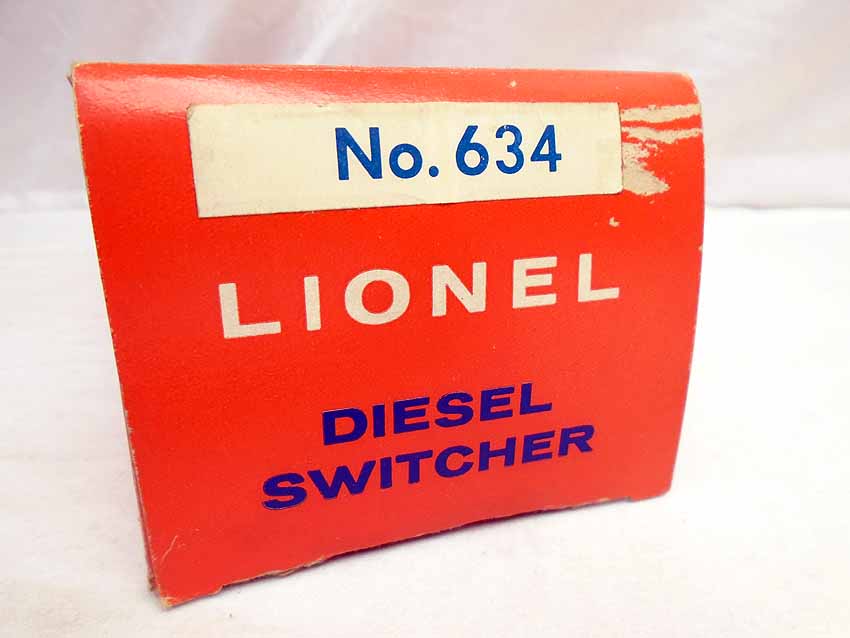 No. 634
LIONEL
DIESEL
SWITCHER